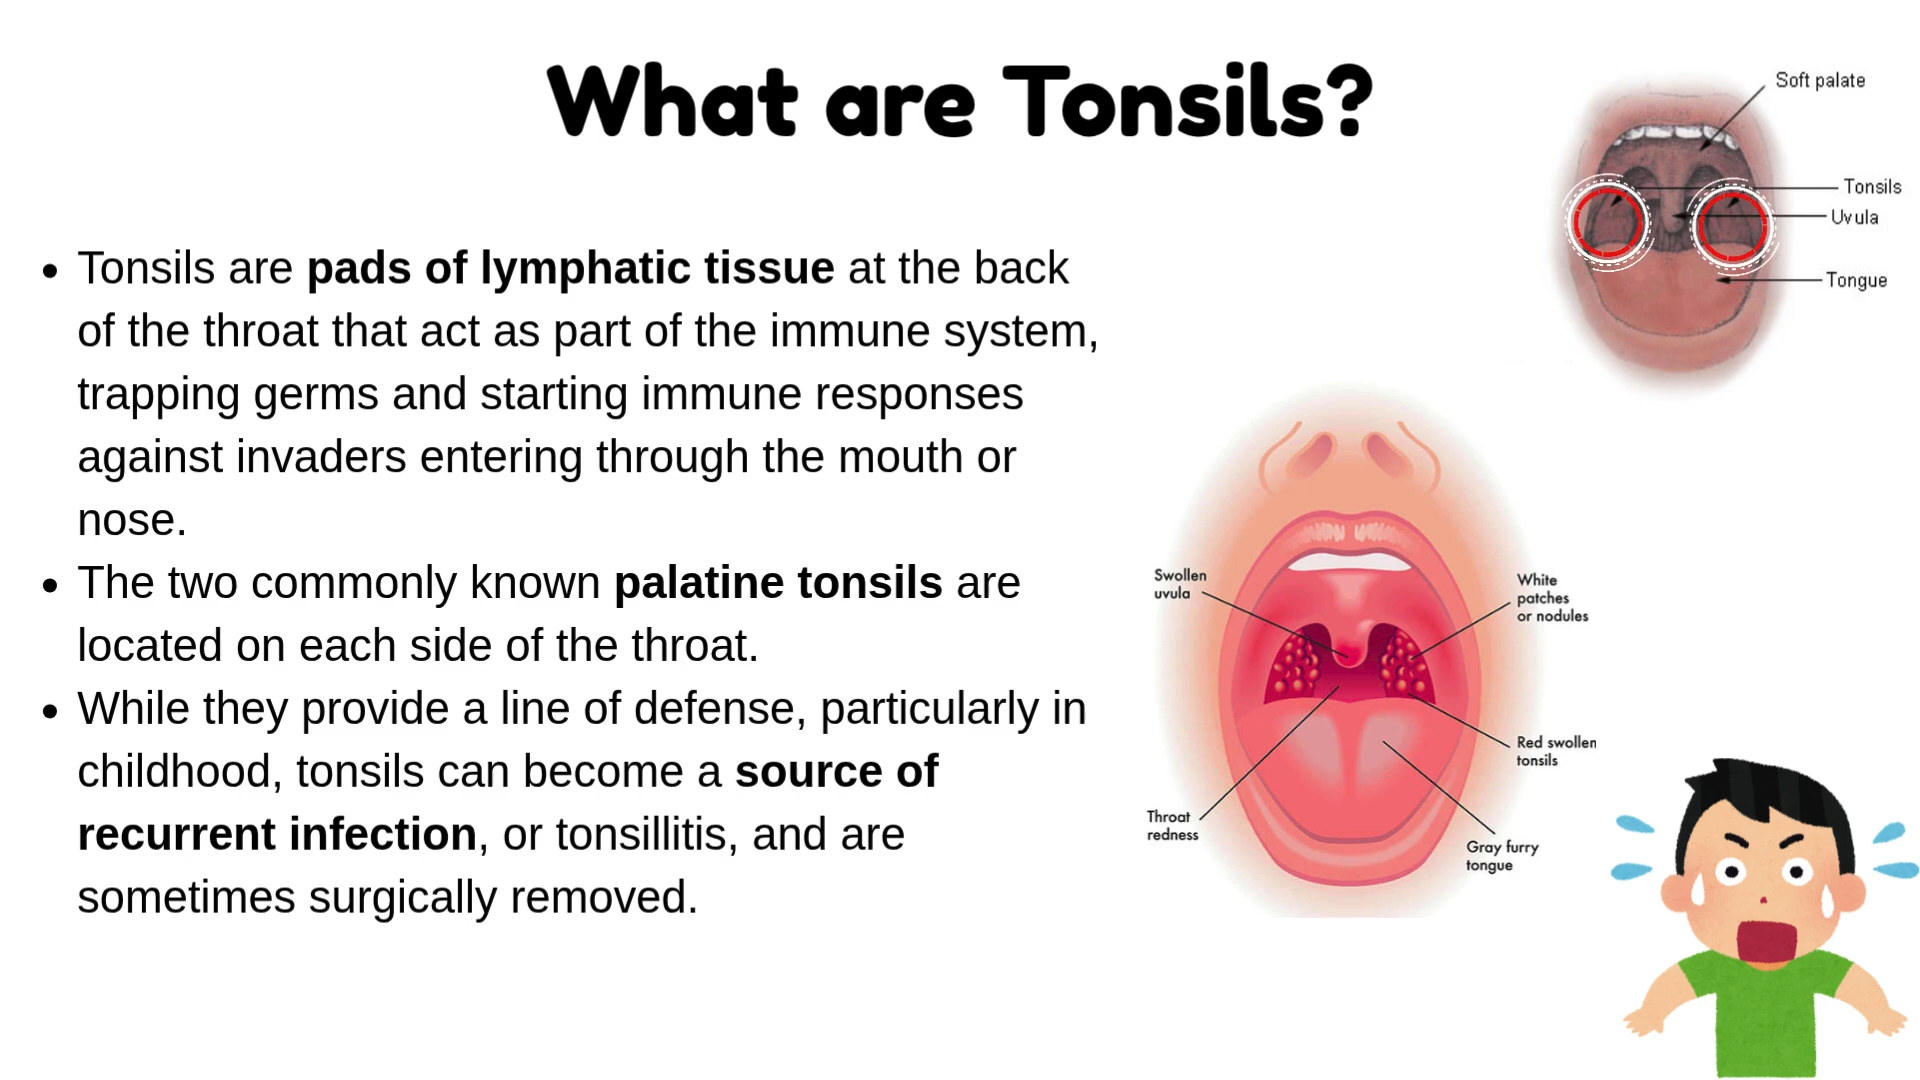 What are Tonsils?
Tonsils are pads of lymphatic tissue at the back
of the throat that act as part of the immune system,
trapping germs and starting immune responses
against invaders entering through the mouth or
nose.
The two commonly known palatine tonsils are
located on each side of the throat.
While they provide a line of defense, particularly in
childhood, tonsils can become a source of
recurrent infection, or tonsillitis, and are
sometimes surgically removed.
Soft palate
Tonsils
Uvula
Tongue
Swollen
uvula
White
patches
or nodules
Red swollen
tonsils
Throat
redness
Gray furry
tongue